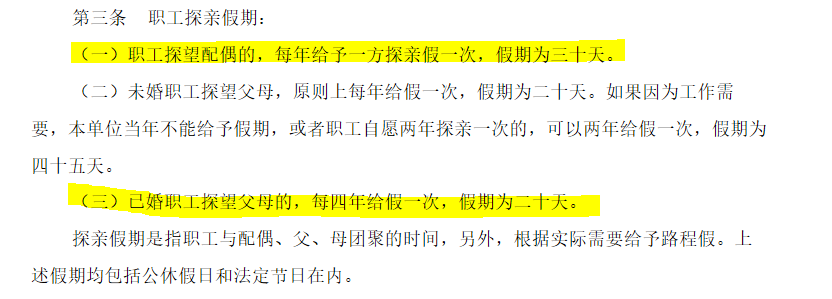 第三条 职工探亲假期：
（一）职工探望配偶的，每年给予一方探亲假一次，假期为三十天。
（二）未婚职工探望父母，原则上每年给假一次，假期为二十天。如果因为工作需
要，本单位当年不能给予假期，或者职工自愿两年探亲一次的，可以两年给假一次，假期为
四十五天。
（三）已婚职工探望父母的，每四年给假一次，假期为二十天。
探亲假期是指职工与配偶、父、母团聚的时间，另外，根据实际需要给予路程假。上
述假期均包括公休假日和法定节日在内。